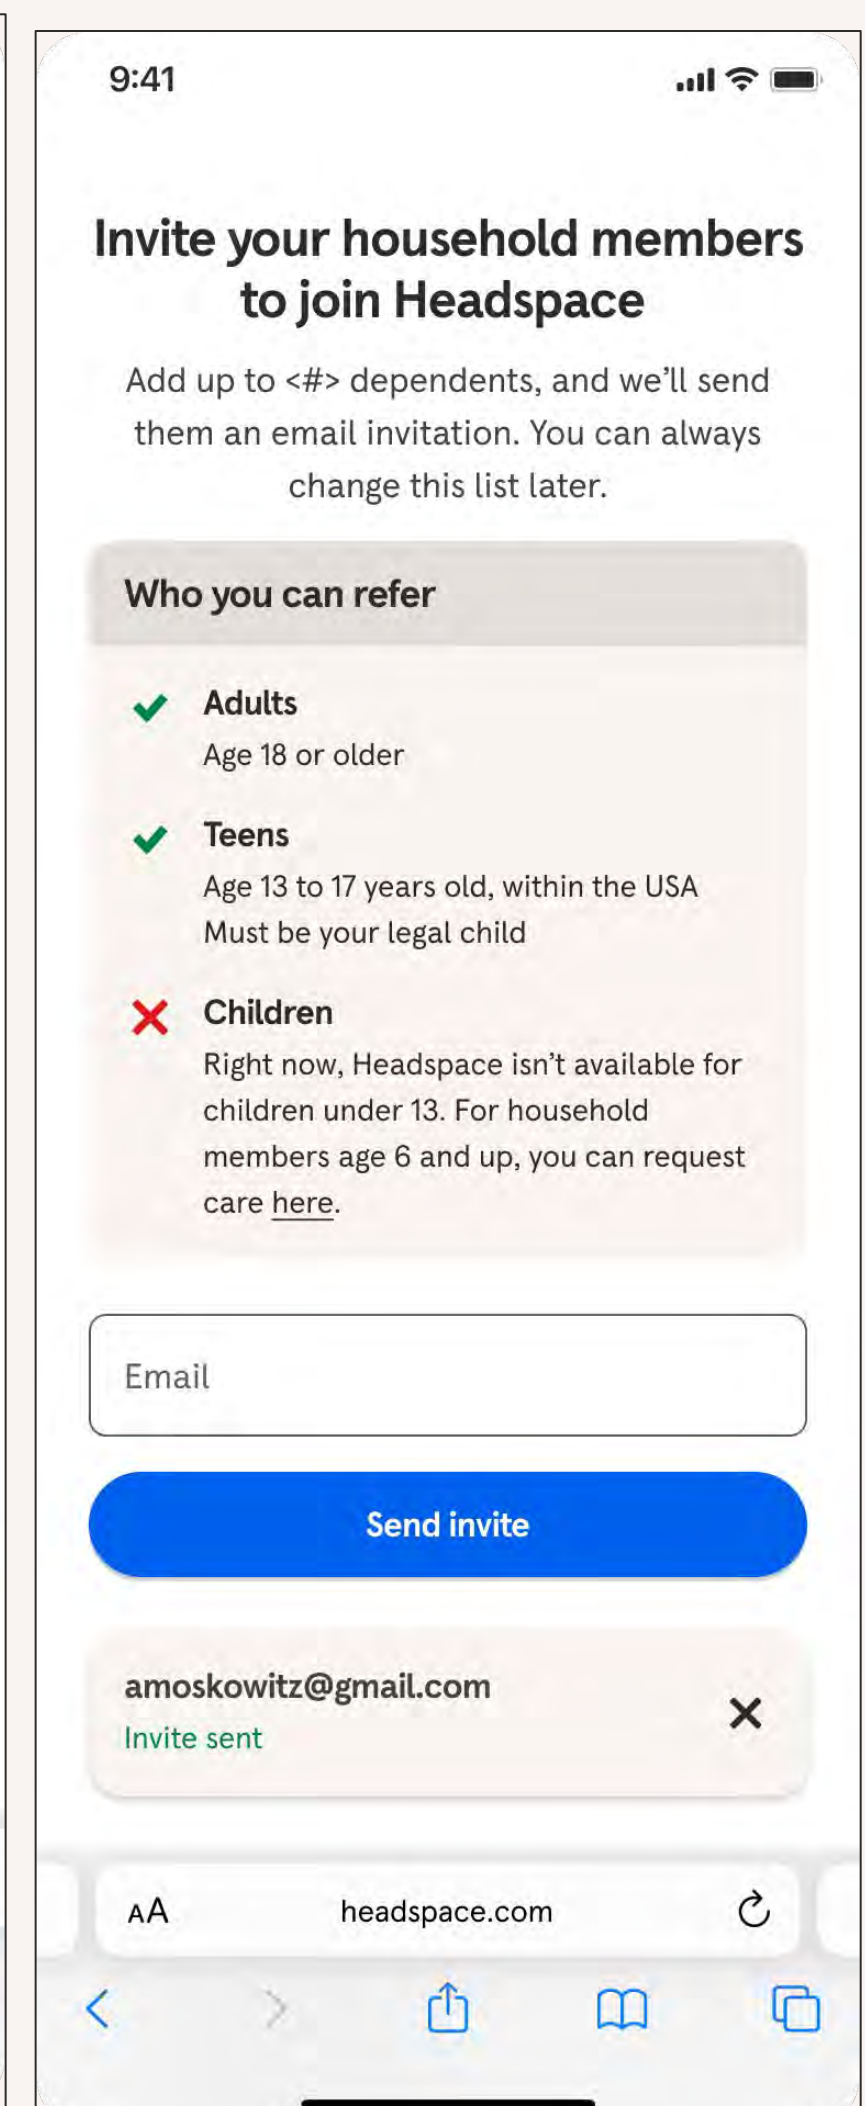 9:41
Invite your household members
to join Headspace
Add up to <#> dependents, and we’ll send
them an email invitation. You can always
change this list later.
Who you can refer
Adults
Age 18 or older
Teens
Age 13 to 17 years old, within the USA
Must be your legal child
Children
Right now, Headspace isn’t available for
children under 13. For household
members age 6 and up, you can request
care here.
Email
Send invite
amoskowitz@gmail.com
Invite sent
AA headspace.com